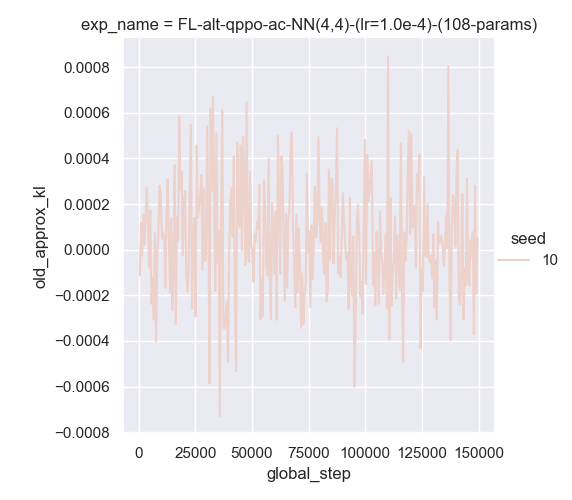 exp_name = FL-alt-qppo-ac-NN(4,4)-(lr=1.0e-4)-(108-params)
0.0008
0.0006
0.0004
0.0002
0.0000
−0.0002
−0.0004
−0.0006
−0.0008
old_approx_kl
0 25000 50000 75000 100000 125000 150000
global_step
seed
10